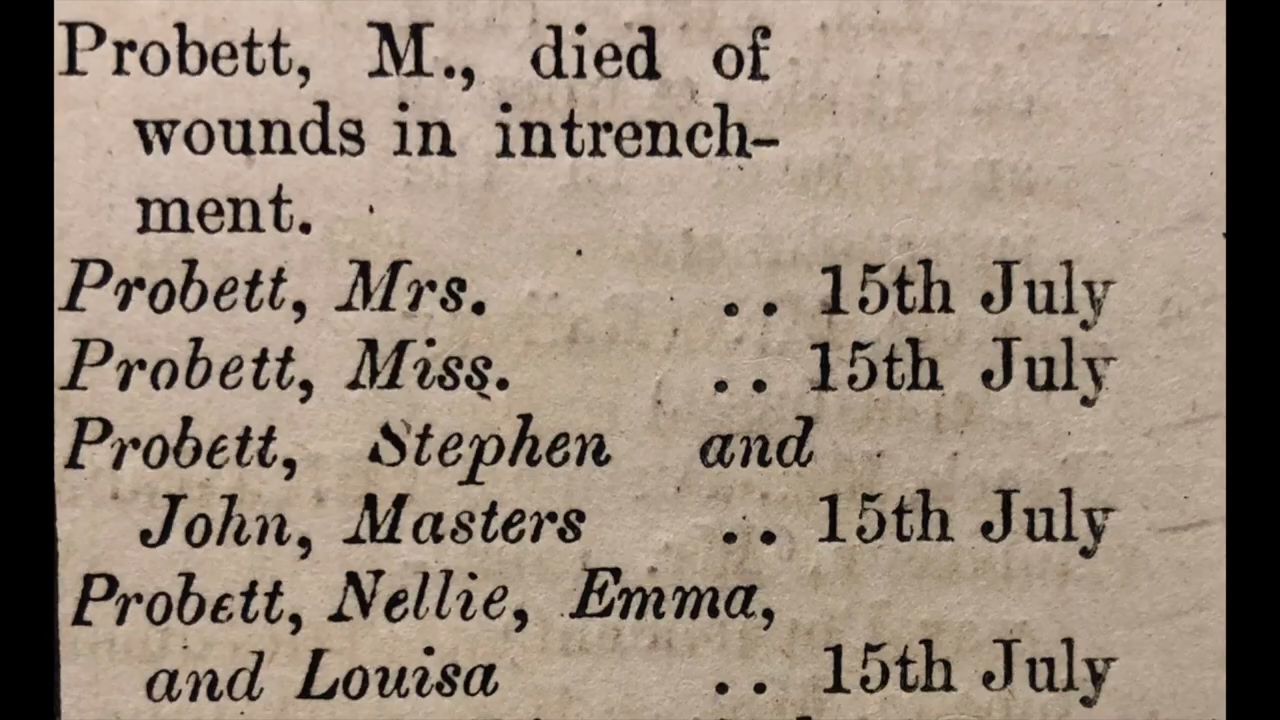 Probett, M., died of
wounds in intrench-
ment.
Probett, Mrs. .. 15th July
Probett, Miss. .. 15th July
Probett, Stephen and
John, Masters .. 15th July
Probett, Nellie, Emma,
and Louisa .. 15th July